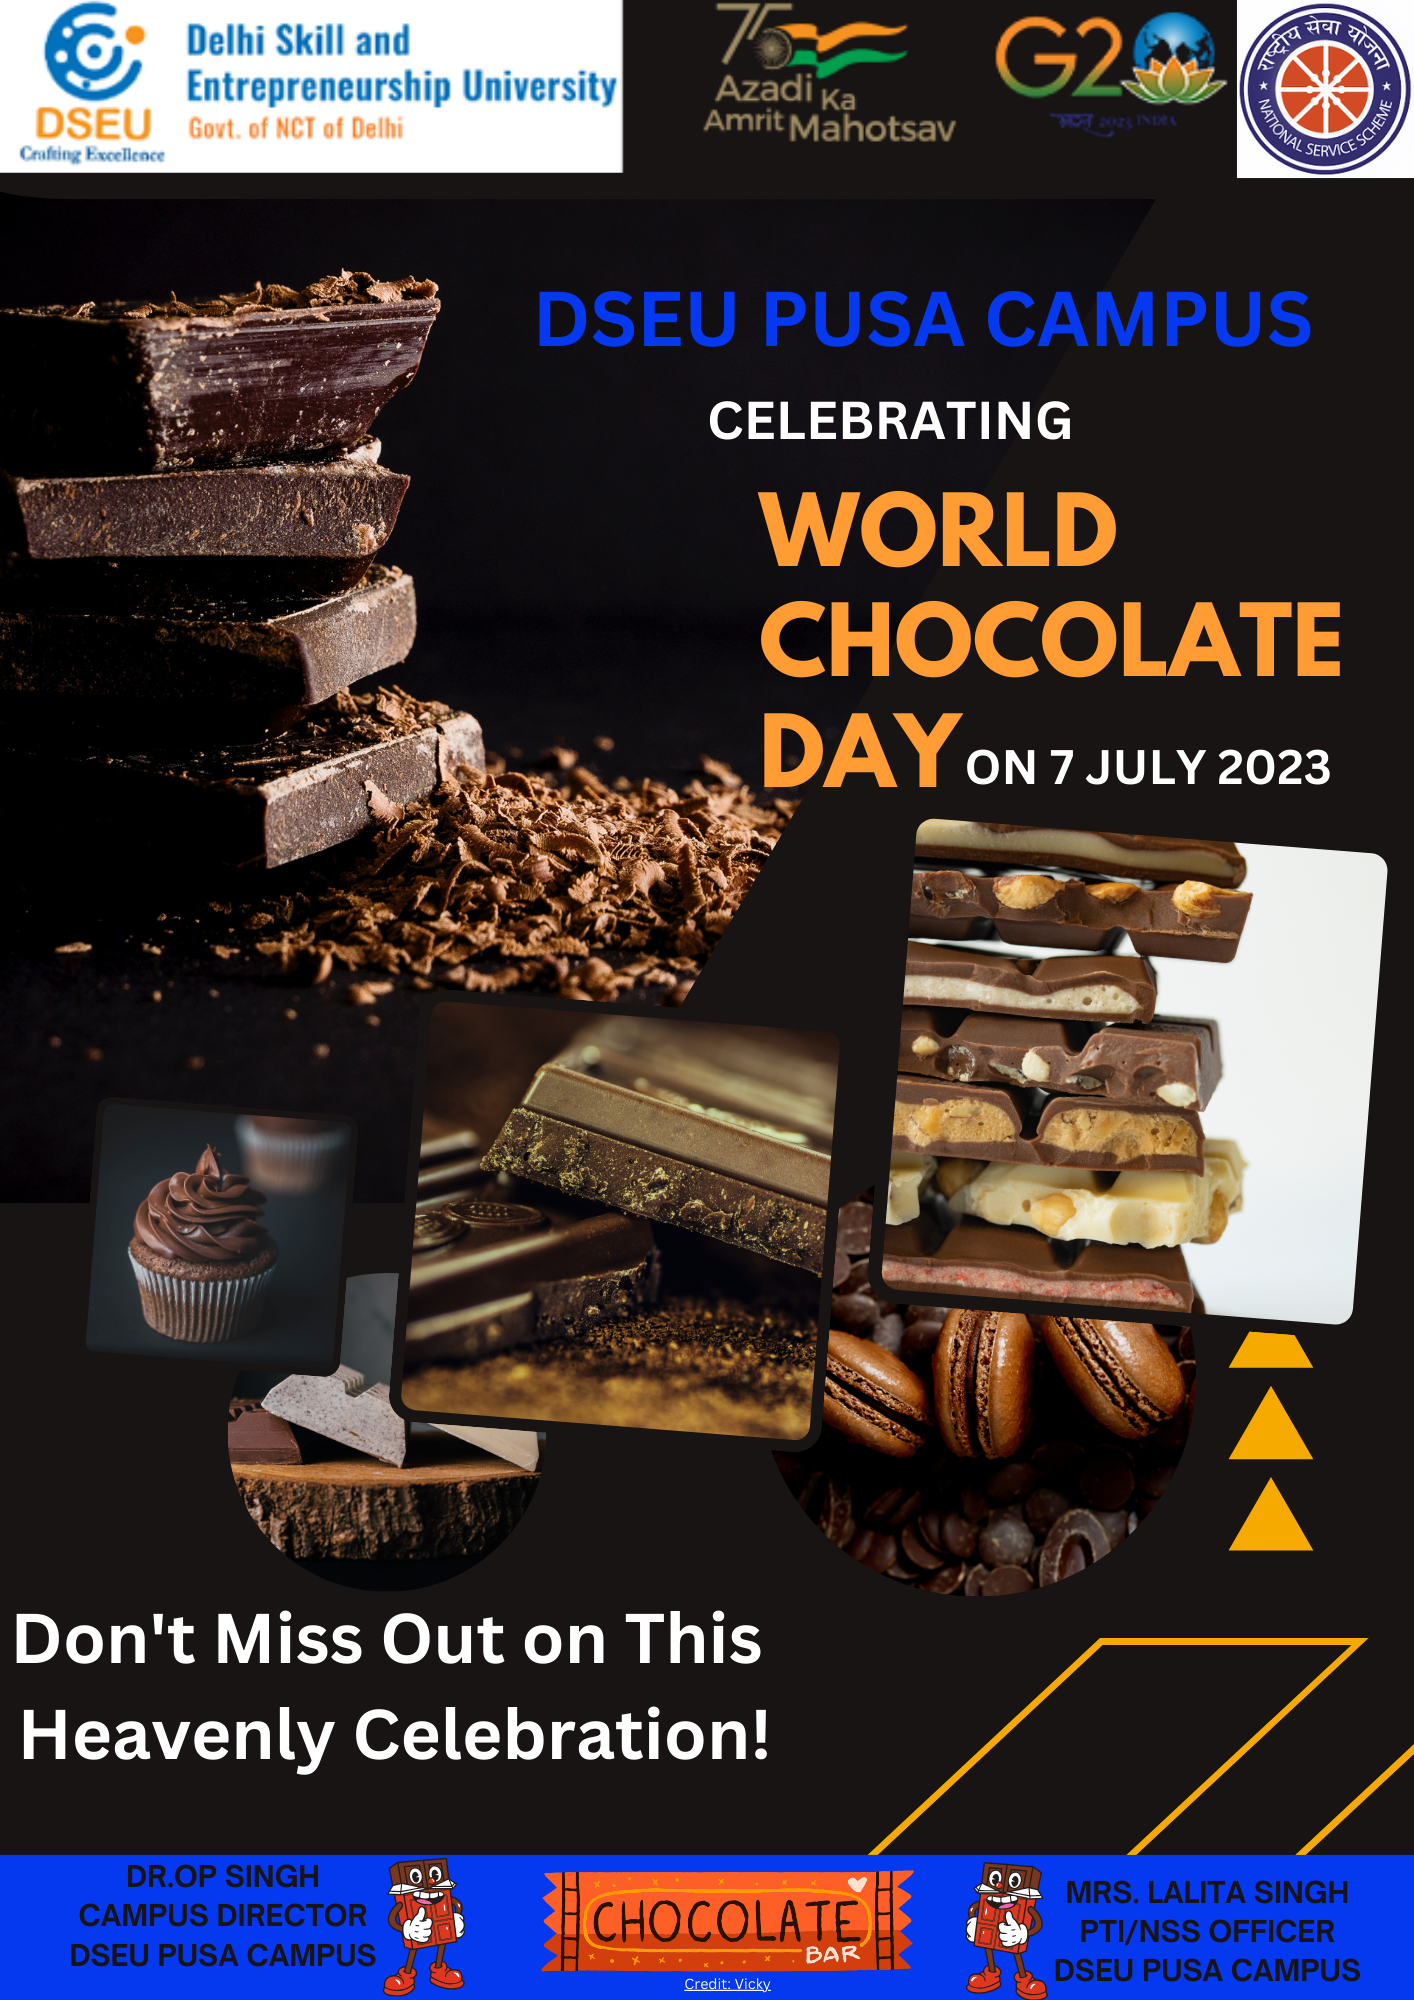 Delhi Skill and
Entrepreneurship University
Govt. of NCT of Delhi
DSEU
Crafting Excellence
75
Azadi Ka
Amrit Mahotsav
G20
2023 INDIA
राष्ट्रीय सेवा योजना
NATIONAL SERVICE SCHEME
DSEU PUSA CAMPUS
CELEBRATING
WORLD
CHOCOLATE
DAY ON 7 JULY 2023
Don't Miss Out on This
Heavenly Celebration!
DR.OP SINGH
CAMPUS DIRECTOR
DSEU PUSA CAMPUS
CHOCOLATE
BAR
Credit: Vicky
MRS. LALITA SINGH
PTI/NSS OFFICER
DSEU PUSA CAMPUS